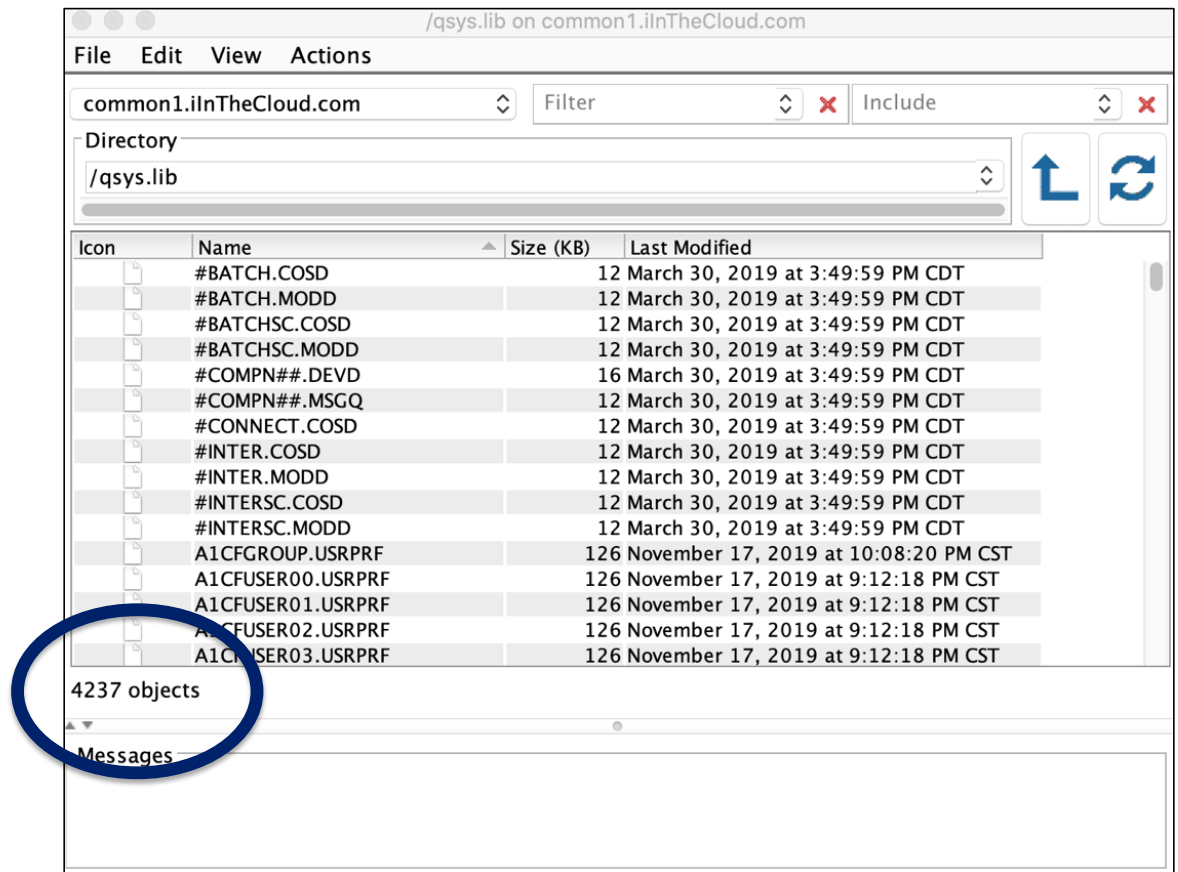 /qsys.lib on common1.iInTheCloud.com
File Edit View Actions
common1.iInTheCloud.com Filter Include
Directory
/qsys.lib
Icon Name Size (KB) Last Modified
#BATCH.COSD 12 March 30, 2019 at 3:49:59 PM CDT
#BATCH.MODD 12 March 30, 2019 at 3:49:59 PM CDT
#BATCHSC.COSD 12 March 30, 2019 at 3:49:59 PM CDT
#BATCHSC.MODD 12 March 30, 2019 at 3:49:59 PM CDT
#COMPN##.DEVD 16 March 30, 2019 at 3:49:59 PM CDT
#COMPN##.MSGQ 12 March 30, 2019 at 3:49:59 PM CDT
#CONNECT.COSD 12 March 30, 2019 at 3:49:59 PM CDT
#INTER.COSD 12 March 30, 2019 at 3:49:59 PM CDT
#INTER.MODD 12 March 30, 2019 at 3:49:59 PM CDT
#INTERSC.COSD 12 March 30, 2019 at 3:49:59 PM CDT
#INTERSC.MODD 12 March 30, 2019 at 3:49:59 PM CDT
A1CFGROUP.USRPRF 126 November 17, 2019 at 10:08:20 PM CST
A1CFUSER00.USRPRF 126 November 17, 2019 at 9:12:18 PM CST
A1CFUSER01.USRPRF 126 November 17, 2019 at 9:12:18 PM CST
A1CFUSER02.USRPRF 126 November 17, 2019 at 9:12:18 PM CST
A1CFUSER03.USRPRF 126 November 17, 2019 at 9:12:18 PM CST
4237 objects
Messages